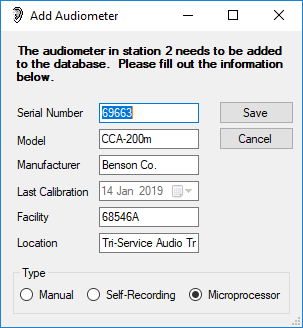 Add Audiometer
The audiometer in station 2 needs to be added
to the database.  Please fill out the information
below.
Serial Number 69663 Save
Model CCA-200m Cancel
Manufacturer Benson Co.
Last Calibration 14 Jan 2019
Facility 68546A
Location Tri-Service Audio Tr
Type
Manual Self-Recording Microprocessor